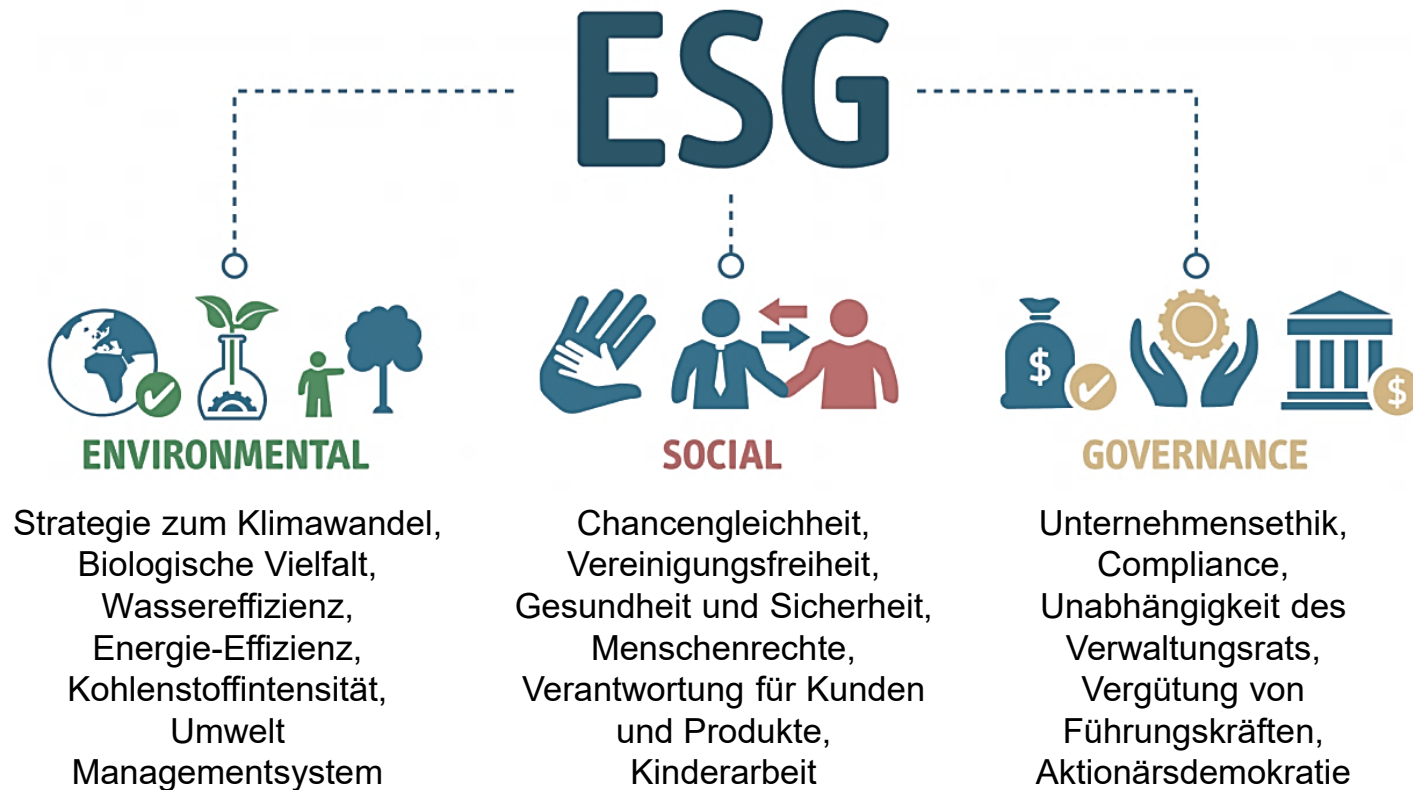 ESG
$
$
ENVIRONMENTAL
Strategie zum Klimawandel,
Biologische Vielfalt,
Wassereffizienz,
Energie-Effizienz,
Kohlenstoffintensität,
Umwelt
Managementsystem
SOCIAL
Chancengleichheit,
Vereinigungsfreiheit,
Gesundheit und Sicherheit,
Menschenrechte,
Verantwortung für Kunden
und Produkte,
Kinderarbeit
GOVERNANCE
Unternehmensethik,
Compliance,
Unabhängigkeit des
Verwaltungsrats,
Vergütung von
Führungskräften,
Aktionärsdemokratie